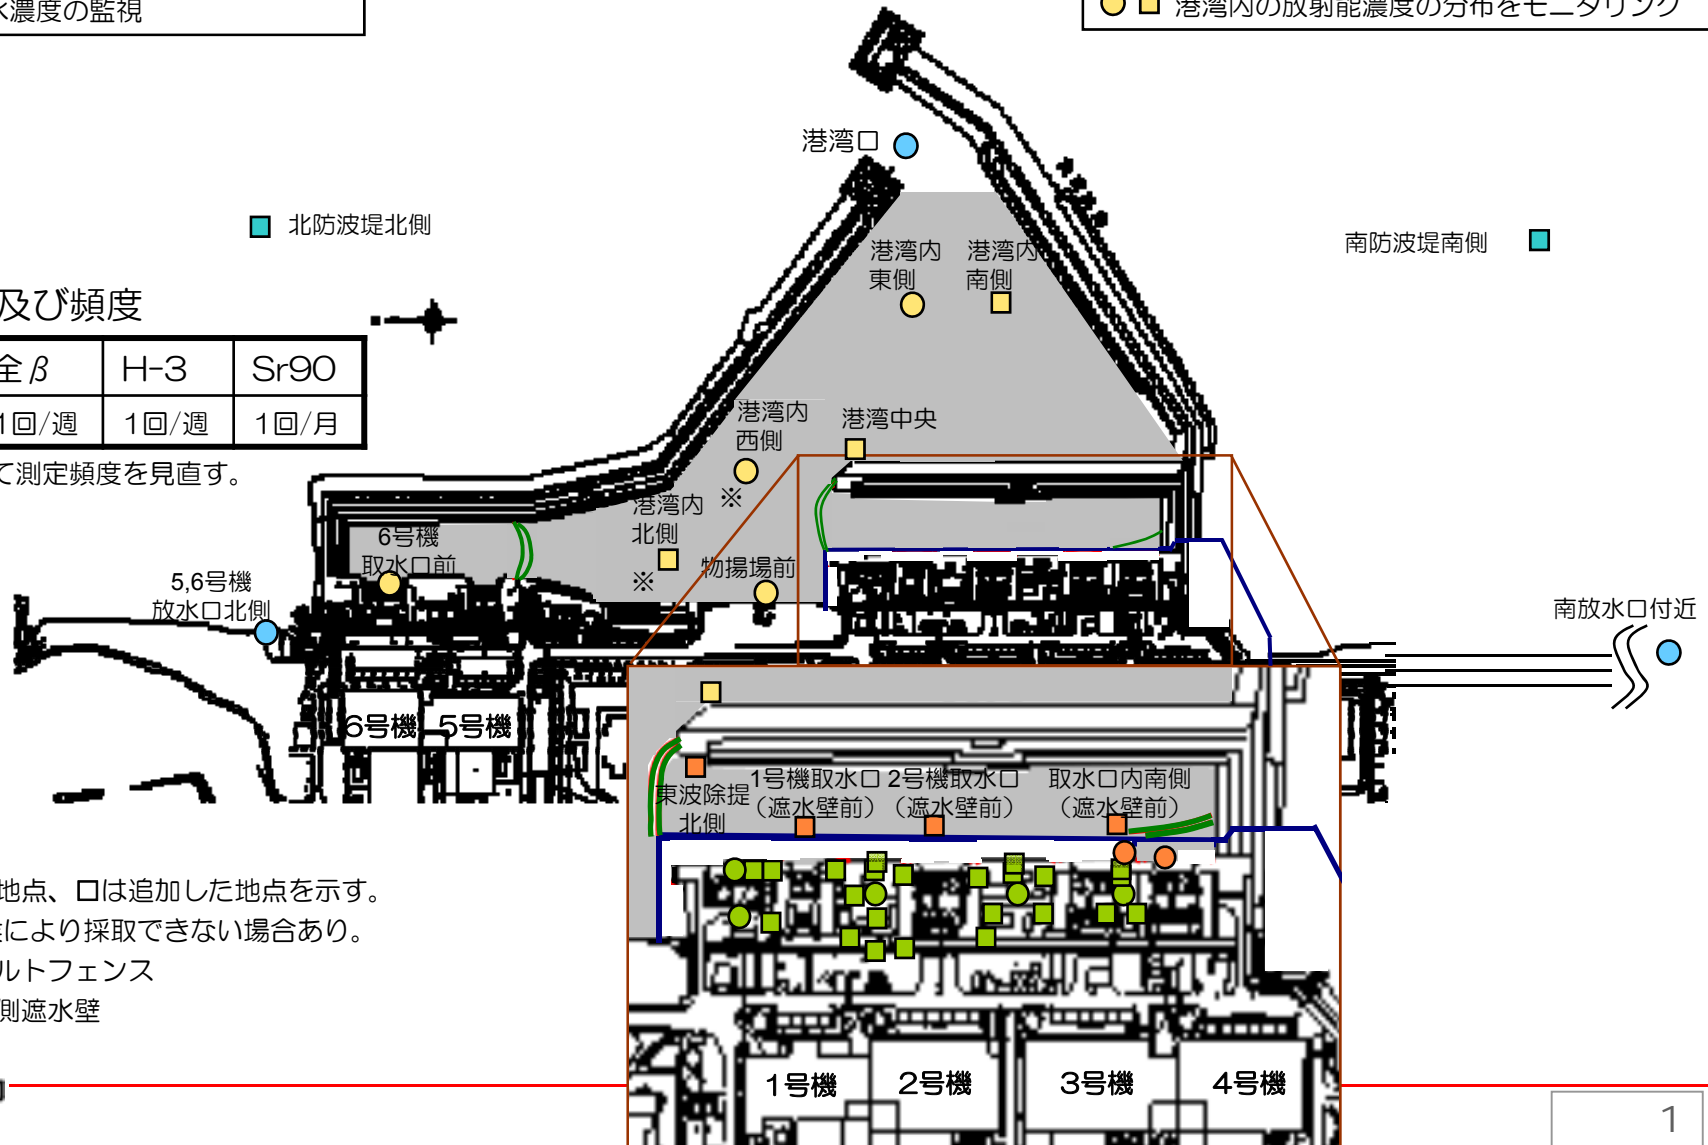 水濃度の監視
港湾内の放射能濃度の分布をモニタリング
港湾口
北防波堤北側
南防波堤南側
港湾内
東側
港湾内
南側
及び頻度
全β H-3 Sr90
1回/週 1回/週 1回/月
て測定頻度を見直す。
港湾内
西側
※
港湾中央
港湾内
北側
※
物揚場前
6号機
取水口前
5,6号機
放水口北側
南放水口付近
6号機
5号機
東波除堤
北側
1号機取水口
（遮水壁前）
2号機取水口
（遮水壁前）
取水口内南側
（遮水壁前）
地点、□は追加した地点を示す。
により採取できない場合あり。
ルトフェンス
側遮水壁
1号機
2号機
3号機
4号機
1